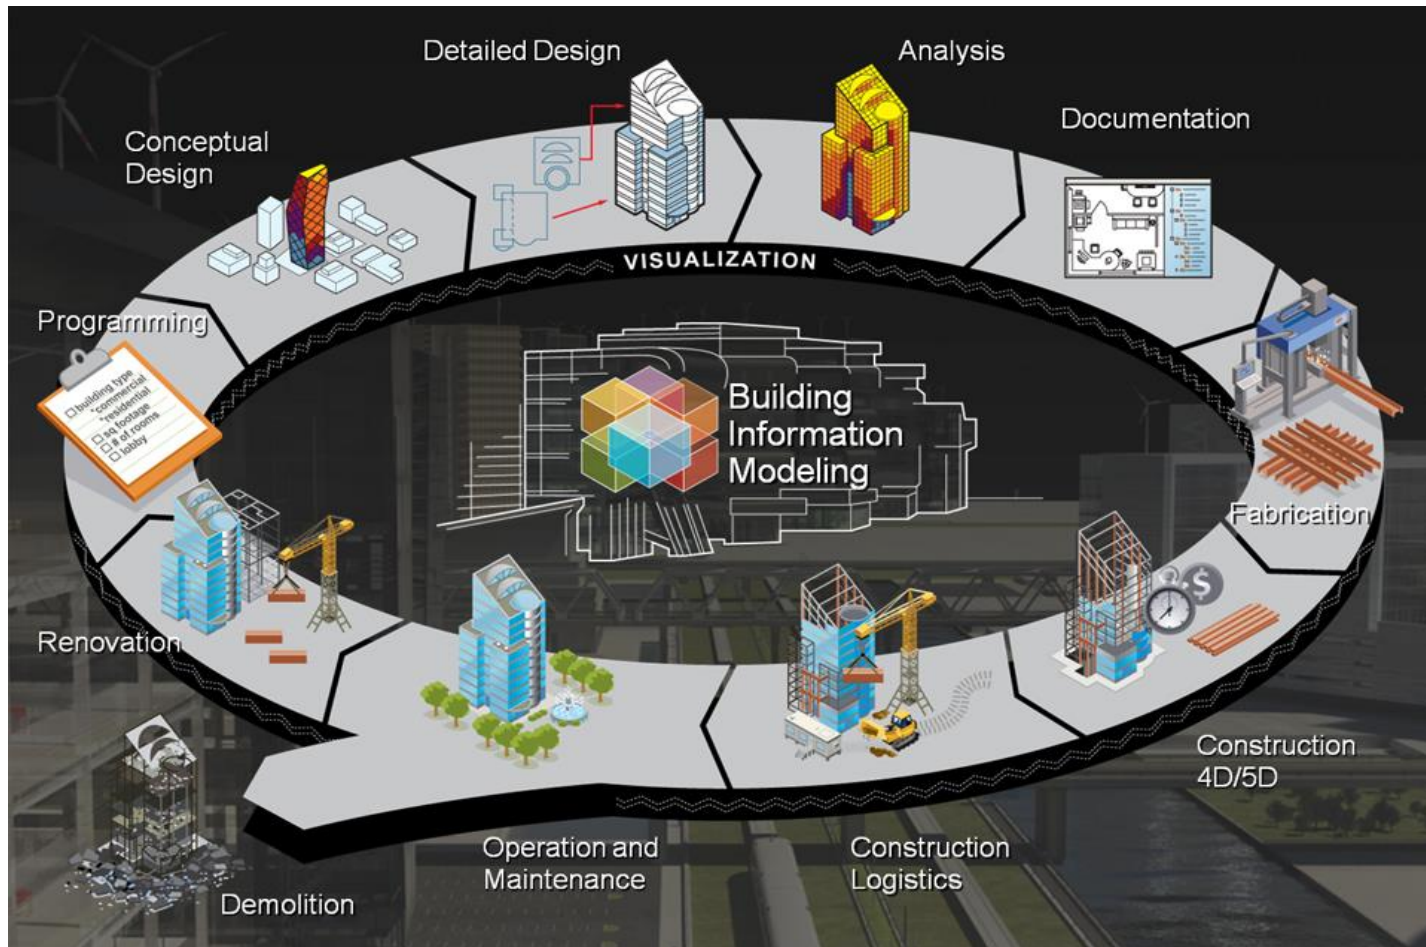 Detailed Design
Analysis
Documentation
Conceptual
Design
VISUALIZATION
Programming
building type
*commercial
*residential
sq footage
# of rooms
lobby
Building
Information
Modeling
$
Fabrication
Renovation
Construction
4D/5D
Operation and
Maintenance
Construction
Logistics
Demolition